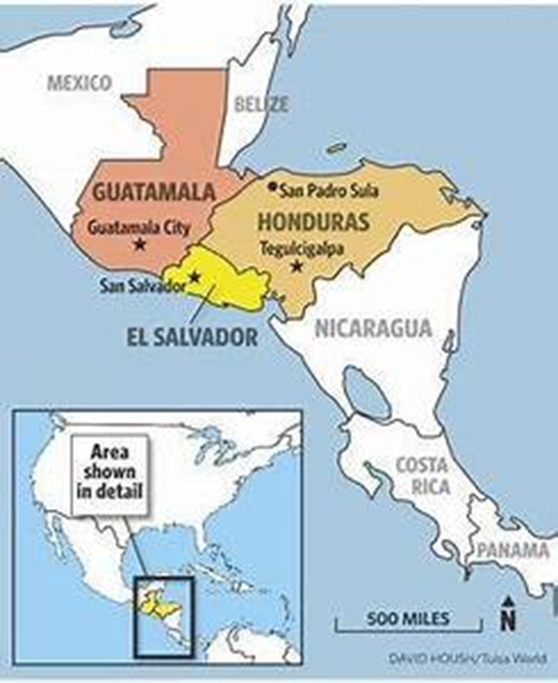 MEXICO
BELIZE
GUATAMALA
San Padro Sula
HONDURAS
Guatamala City
Tegulcigalpa
San Salvador
EL SALVADOR
NICARAGUA
Area
shown
in detail
COSTA
RICA
PANAMA
500 MILES
N
DAVID HOUSH/Tulsa World